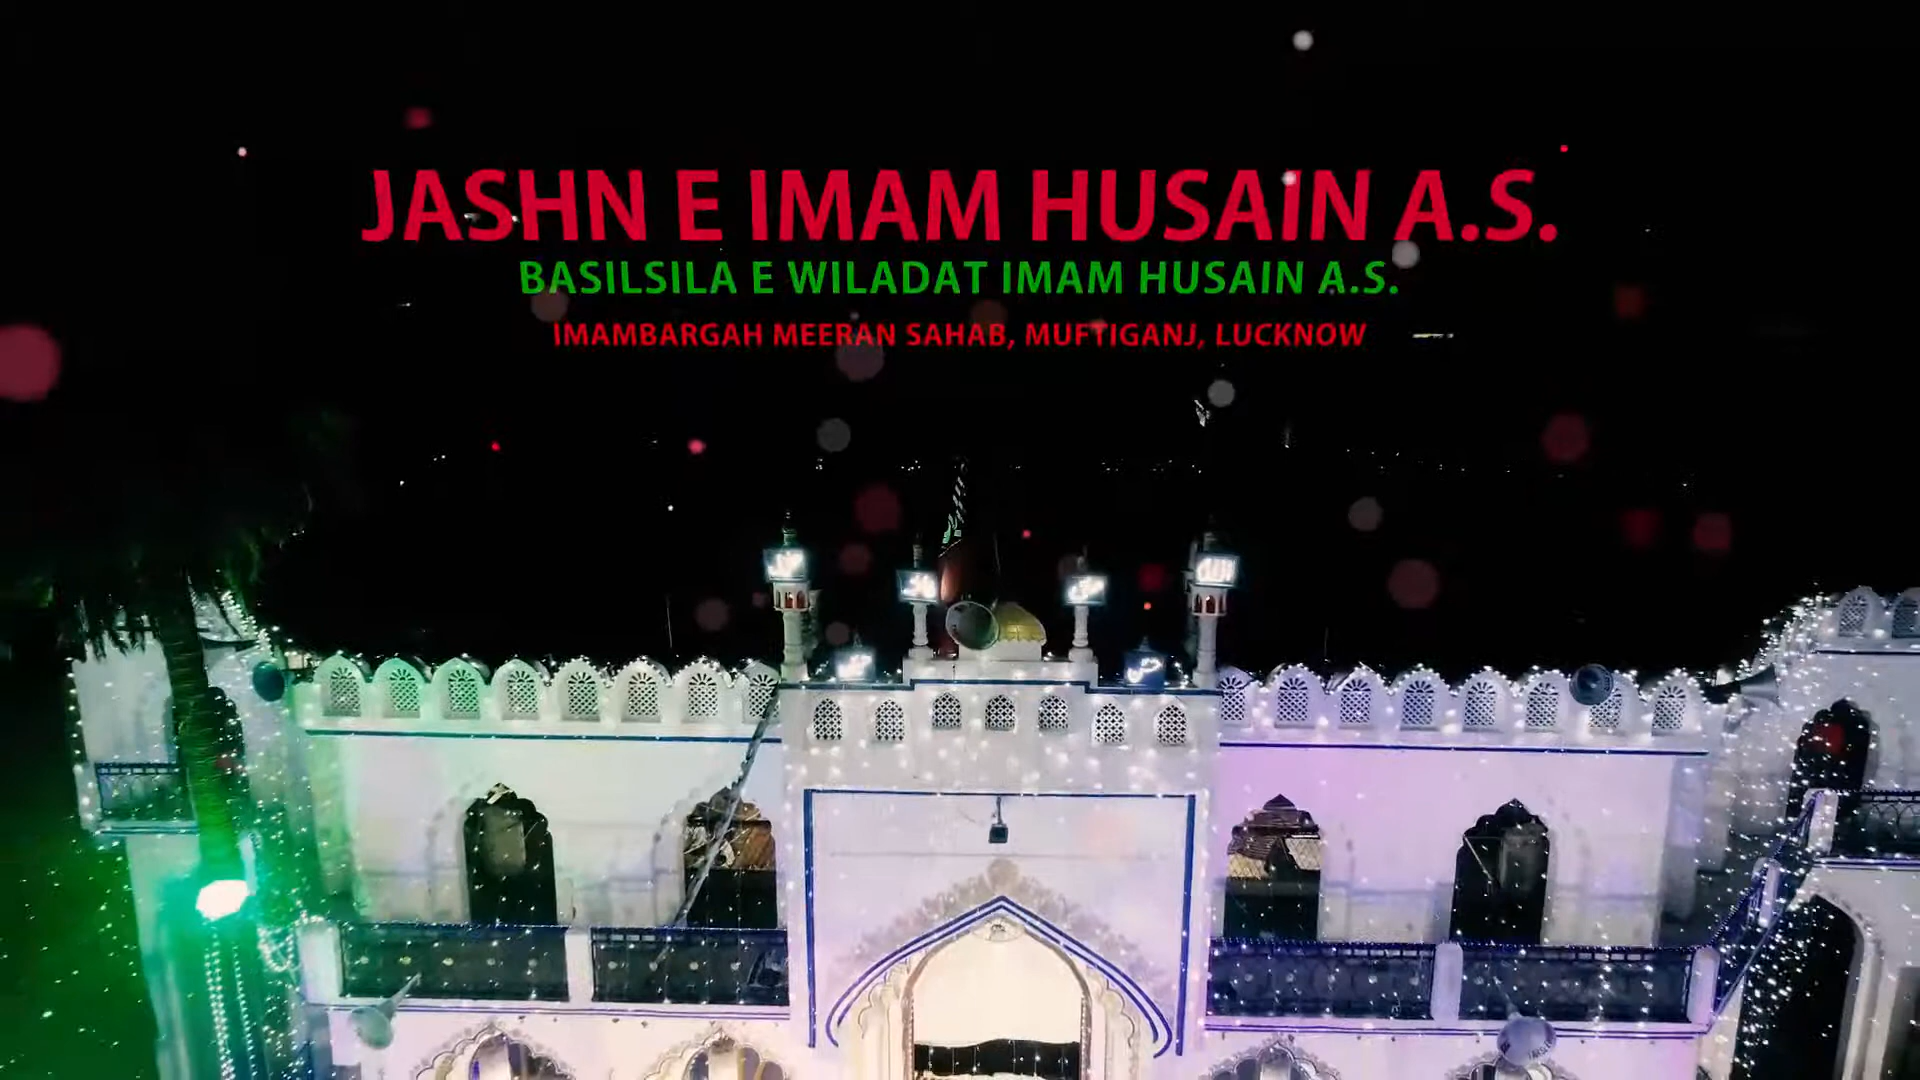 JASHN E IMAM HUSAIN A.S.
BASILSILA E WILADAT IMAM HUSAIN A.S.
IMAMBARGAH MEERAN SAHAB, MUFTIGANJ, LUCKNOW